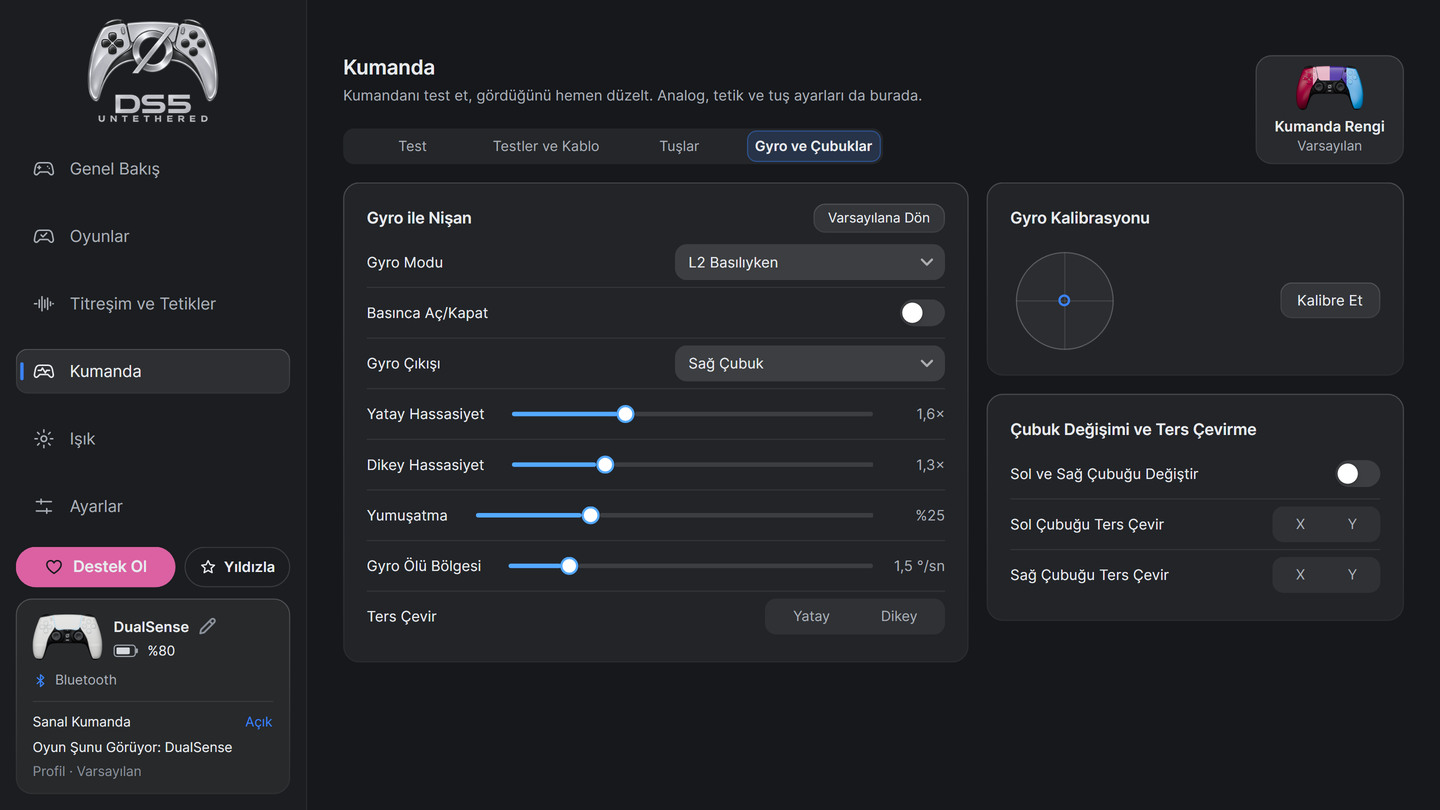 DS5
UNTETHERED
Genel Bakış
Oyunlar
Titreşim ve Tetikler
Kumanda
Işık
Ayarlar
Destek Ol
Yıldızla
DualSense
%80
Bluetooth
Sanal Kumanda Açık
Oyun Şunu Görüyor: DualSense
Profil · Varsayılan
Kumanda
Kumandanı test et, gördüğünü hemen düzelt. Analog, tetik ve tuş ayarları da burada.
Kumanda Rengi
Varsayılan
Test Testler ve Kablo Tuşlar Gyro ve Çubuklar
Gyro ile Nişan Varsayılana Dön
Gyro Modu L2 Basılıyken
Basınca Aç/Kapat
Gyro Çıkışı Sağ Çubuk
Yatay Hassasiyet 1,6×
Dikey Hassasiyet 1,3×
Yumuşatma %25
Gyro Ölü Bölgesi 1,5 °/sn
Ters Çevir Yatay Dikey
Gyro Kalibrasyonu
Kalibre Et
Çubuk Değişimi ve Ters Çevirme
Sol ve Sağ Çubuğu Değiştir
Sol Çubuğu Ters Çevir X Y
Sağ Çubuğu Ters Çevir X Y